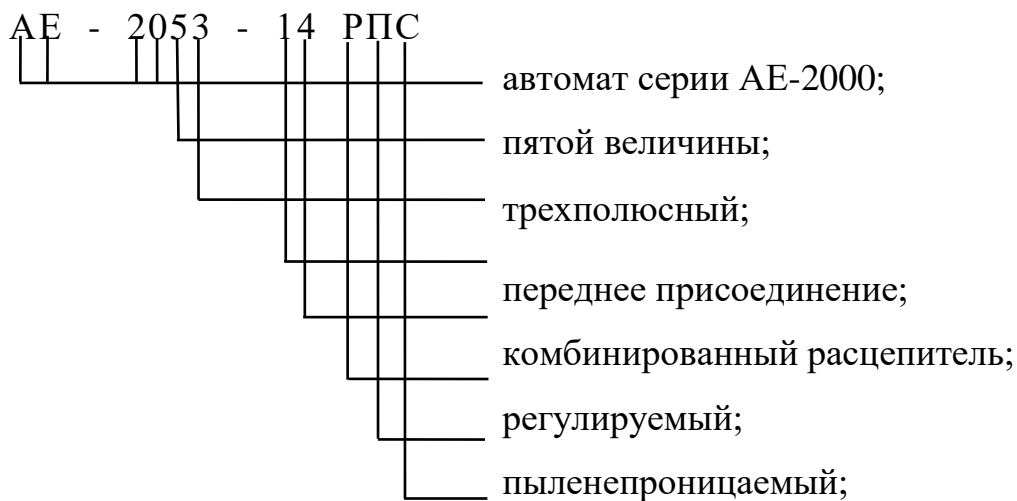 АЕ - 2053 - 14 РПС
автомат серии АЕ-2000;
пятой величины;
трехполюсный;
переднее присоединение;
комбинированный расцепитель;
регулируемый;
пыленепроницаемый;